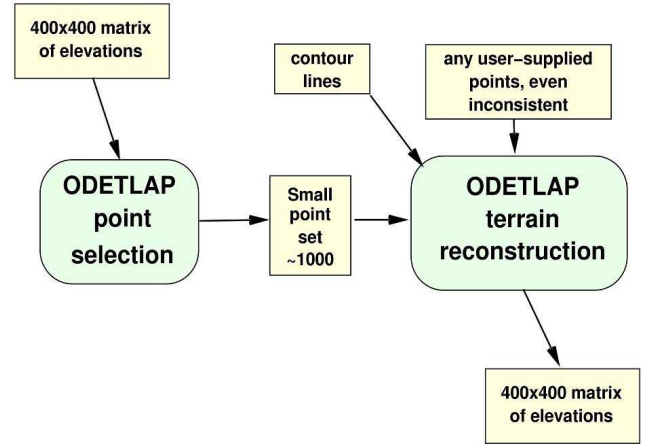 400x400 matrix
of elevations
contour
lines
any user–supplied
points, even
inconsistent
ODETLAP
point
selection
Small
point
set
~1000
ODETLAP
terrain
reconstruction
400x400 matrix
of elevations